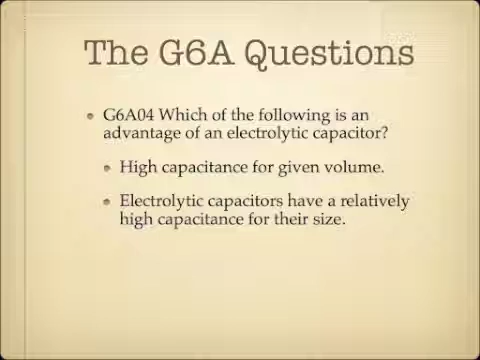 The G6A Questions
G6A04 Which of the following is an
advantage of an electrolytic capacitor?
High capacitance for given volume.
Electrolytic capacitors have a relatively
high capacitance for their size.